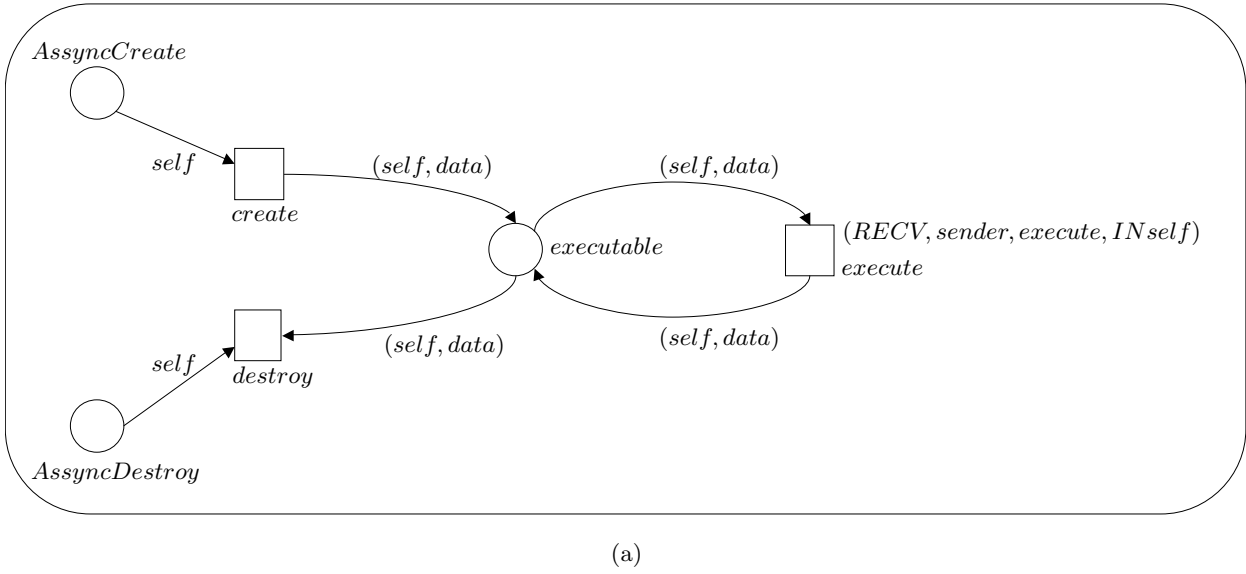 AssyncCreate
self
create
(self, data)
(self, data)
executable
(RECV, sender, execute, INself)
execute
(self, data)
(self, data)
self
destroy
AssyncDestroy
(a)